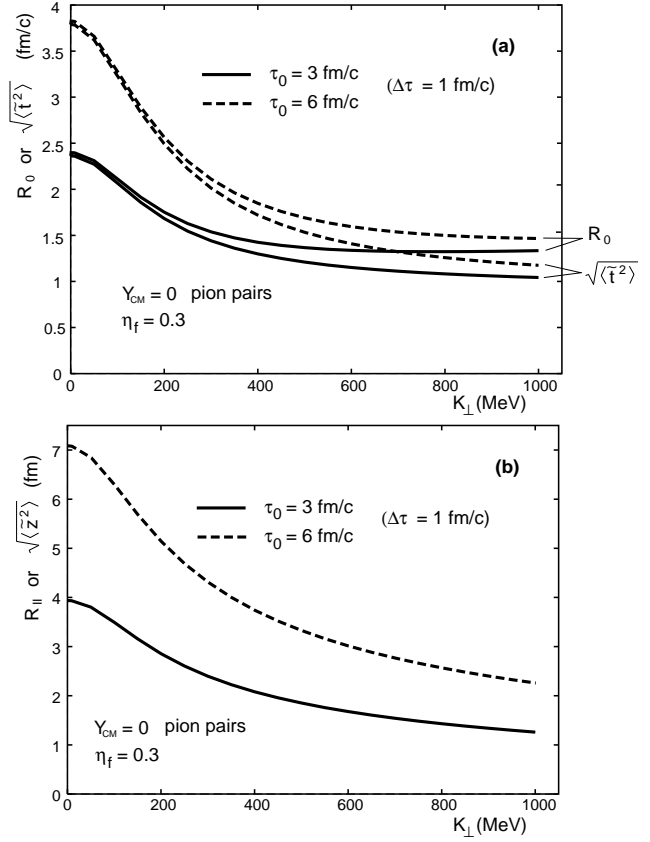 4
3.5
3
2.5
2
1.5
1
0.5
0
R₀ or √⟨t̃²⟩ (fm/c)
(a)
τ₀ = 3 fm/c
τ₀ = 6 fm/c
(Δτ = 1 fm/c)
R₀
√⟨t̃²⟩
Y_CM = 0 pion pairs
η_f = 0.3
0 200 400 600 800 1000
K_⊥ (MeV)
7
6
5
4
3
2
1
0
R_∥ or √⟨z̃²⟩ (fm)
(b)
τ₀ = 3 fm/c
τ₀ = 6 fm/c
(Δτ = 1 fm/c)
Y_CM = 0 pion pairs
η_f = 0.3
0 200 400 600 800 1000
K_⊥ (MeV)